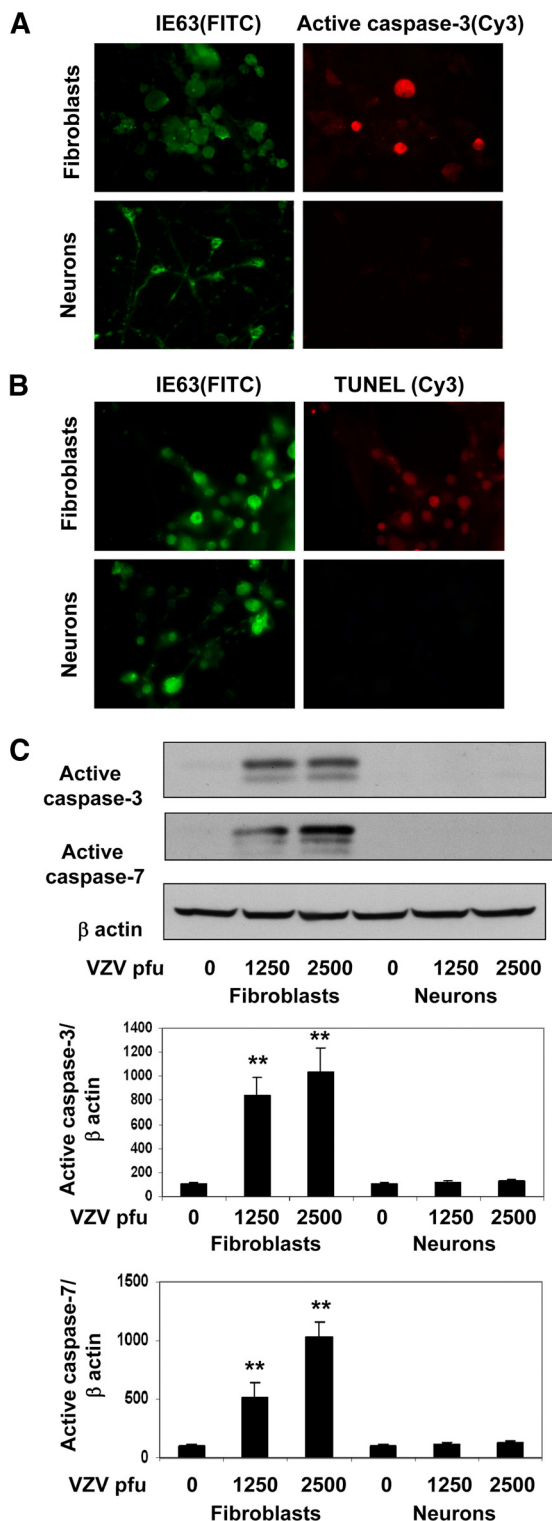 A
IE63(FITC) Active caspase-3(Cy3)
Fibroblasts
Neurons
B
IE63(FITC) TUNEL (Cy3)
Fibroblasts
Neurons
C
Active
caspase-3
Active
caspase-7
β actin
VZV pfu 0 1250 2500 0 1250 2500
Fibroblasts Neurons
Active caspase-3/
β actin
1400
1200
1000
800
600
400
200
0
** **
VZV pfu 0 1250 2500 0 1250 2500
Fibroblasts Neurons
Active caspase-7/
β actin
1500
1000
500
0
** **
VZV pfu 0 1250 2500 0 1250 2500
Fibroblasts Neurons